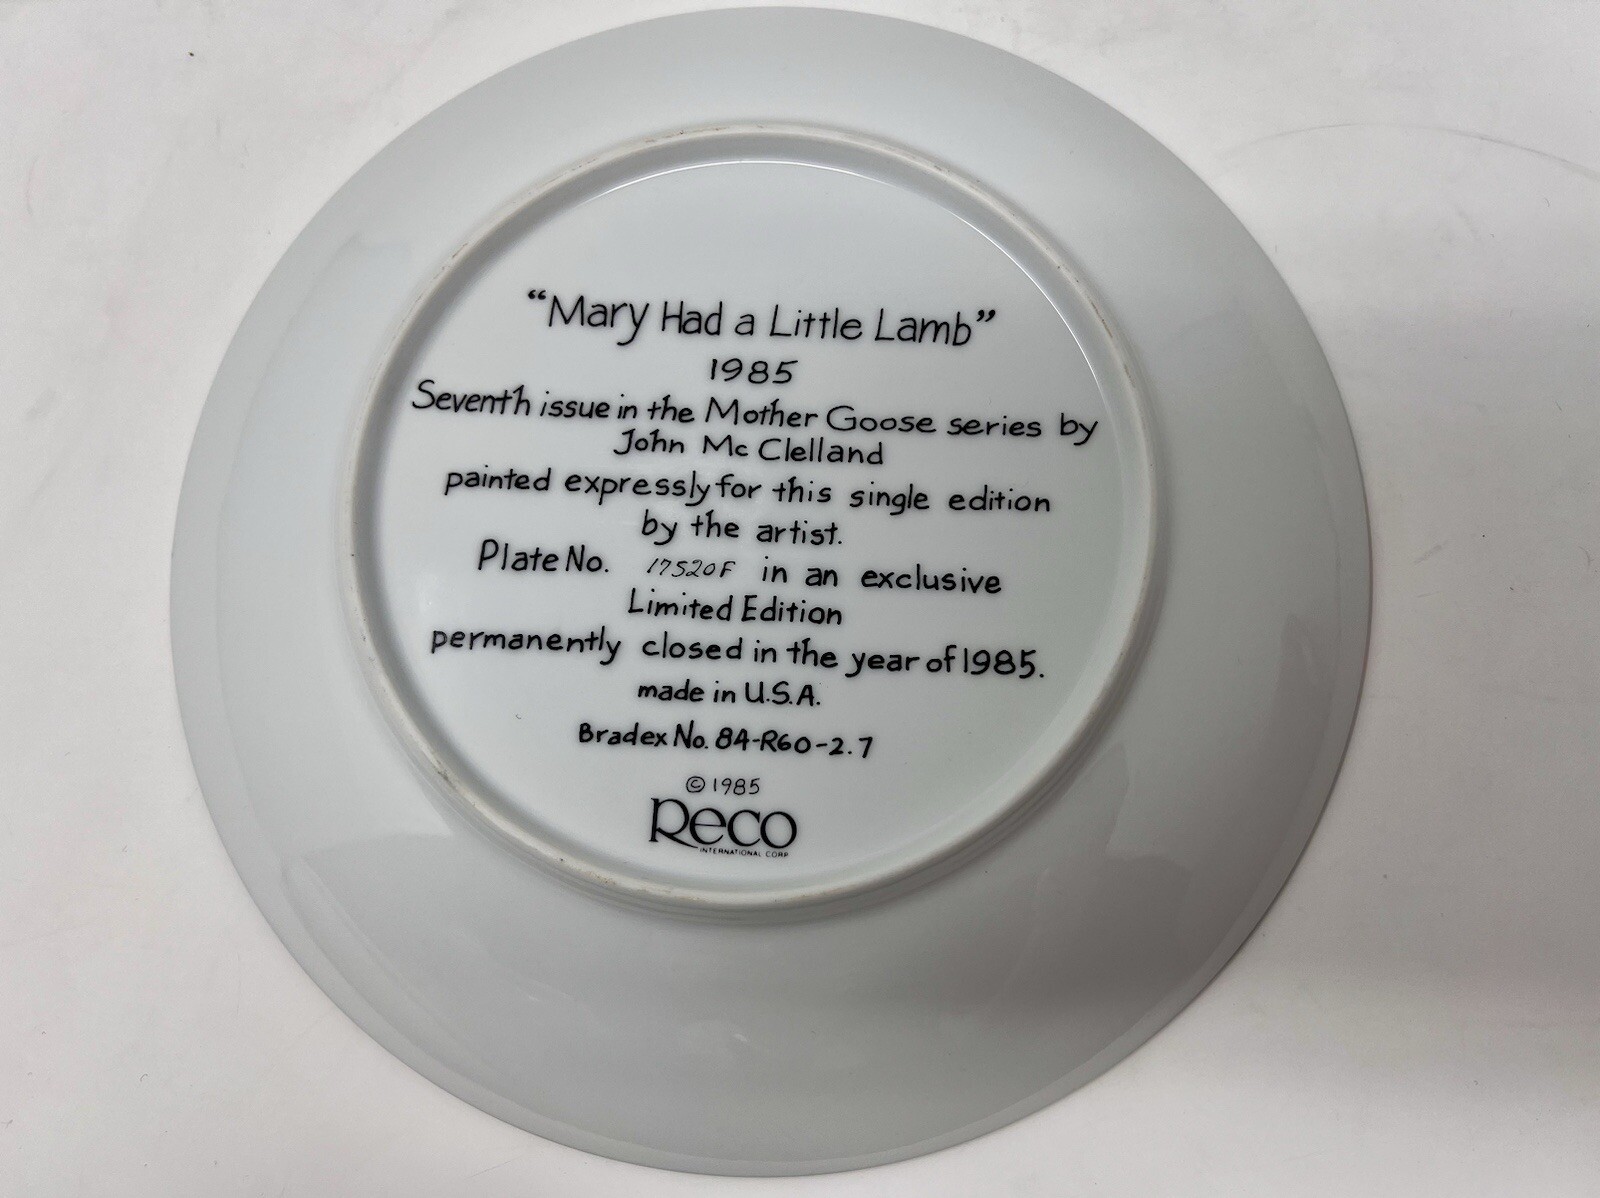 “Mary Had a Little Lamb”
1985
Seventh issue in the Mother Goose series by
John Mc Clelland
painted expressly for this single edition
by the artist.
Plate No. 17520F in an exclusive
Limited Edition
permanently closed in the year of 1985.
made in U.S.A.
Bradex No. 84-R60-2.7
© 1985
Reco
INTERNATIONAL CORP